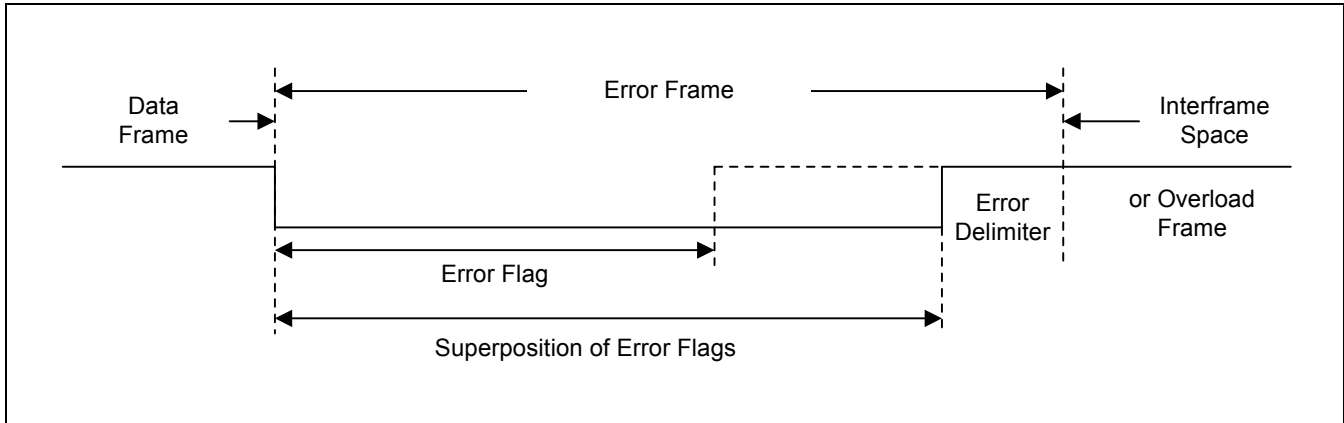 Error Frame
Data
Frame
Interframe
Space
Error
Delimiter
or Overload
Frame
Error Flag
Superposition of Error Flags